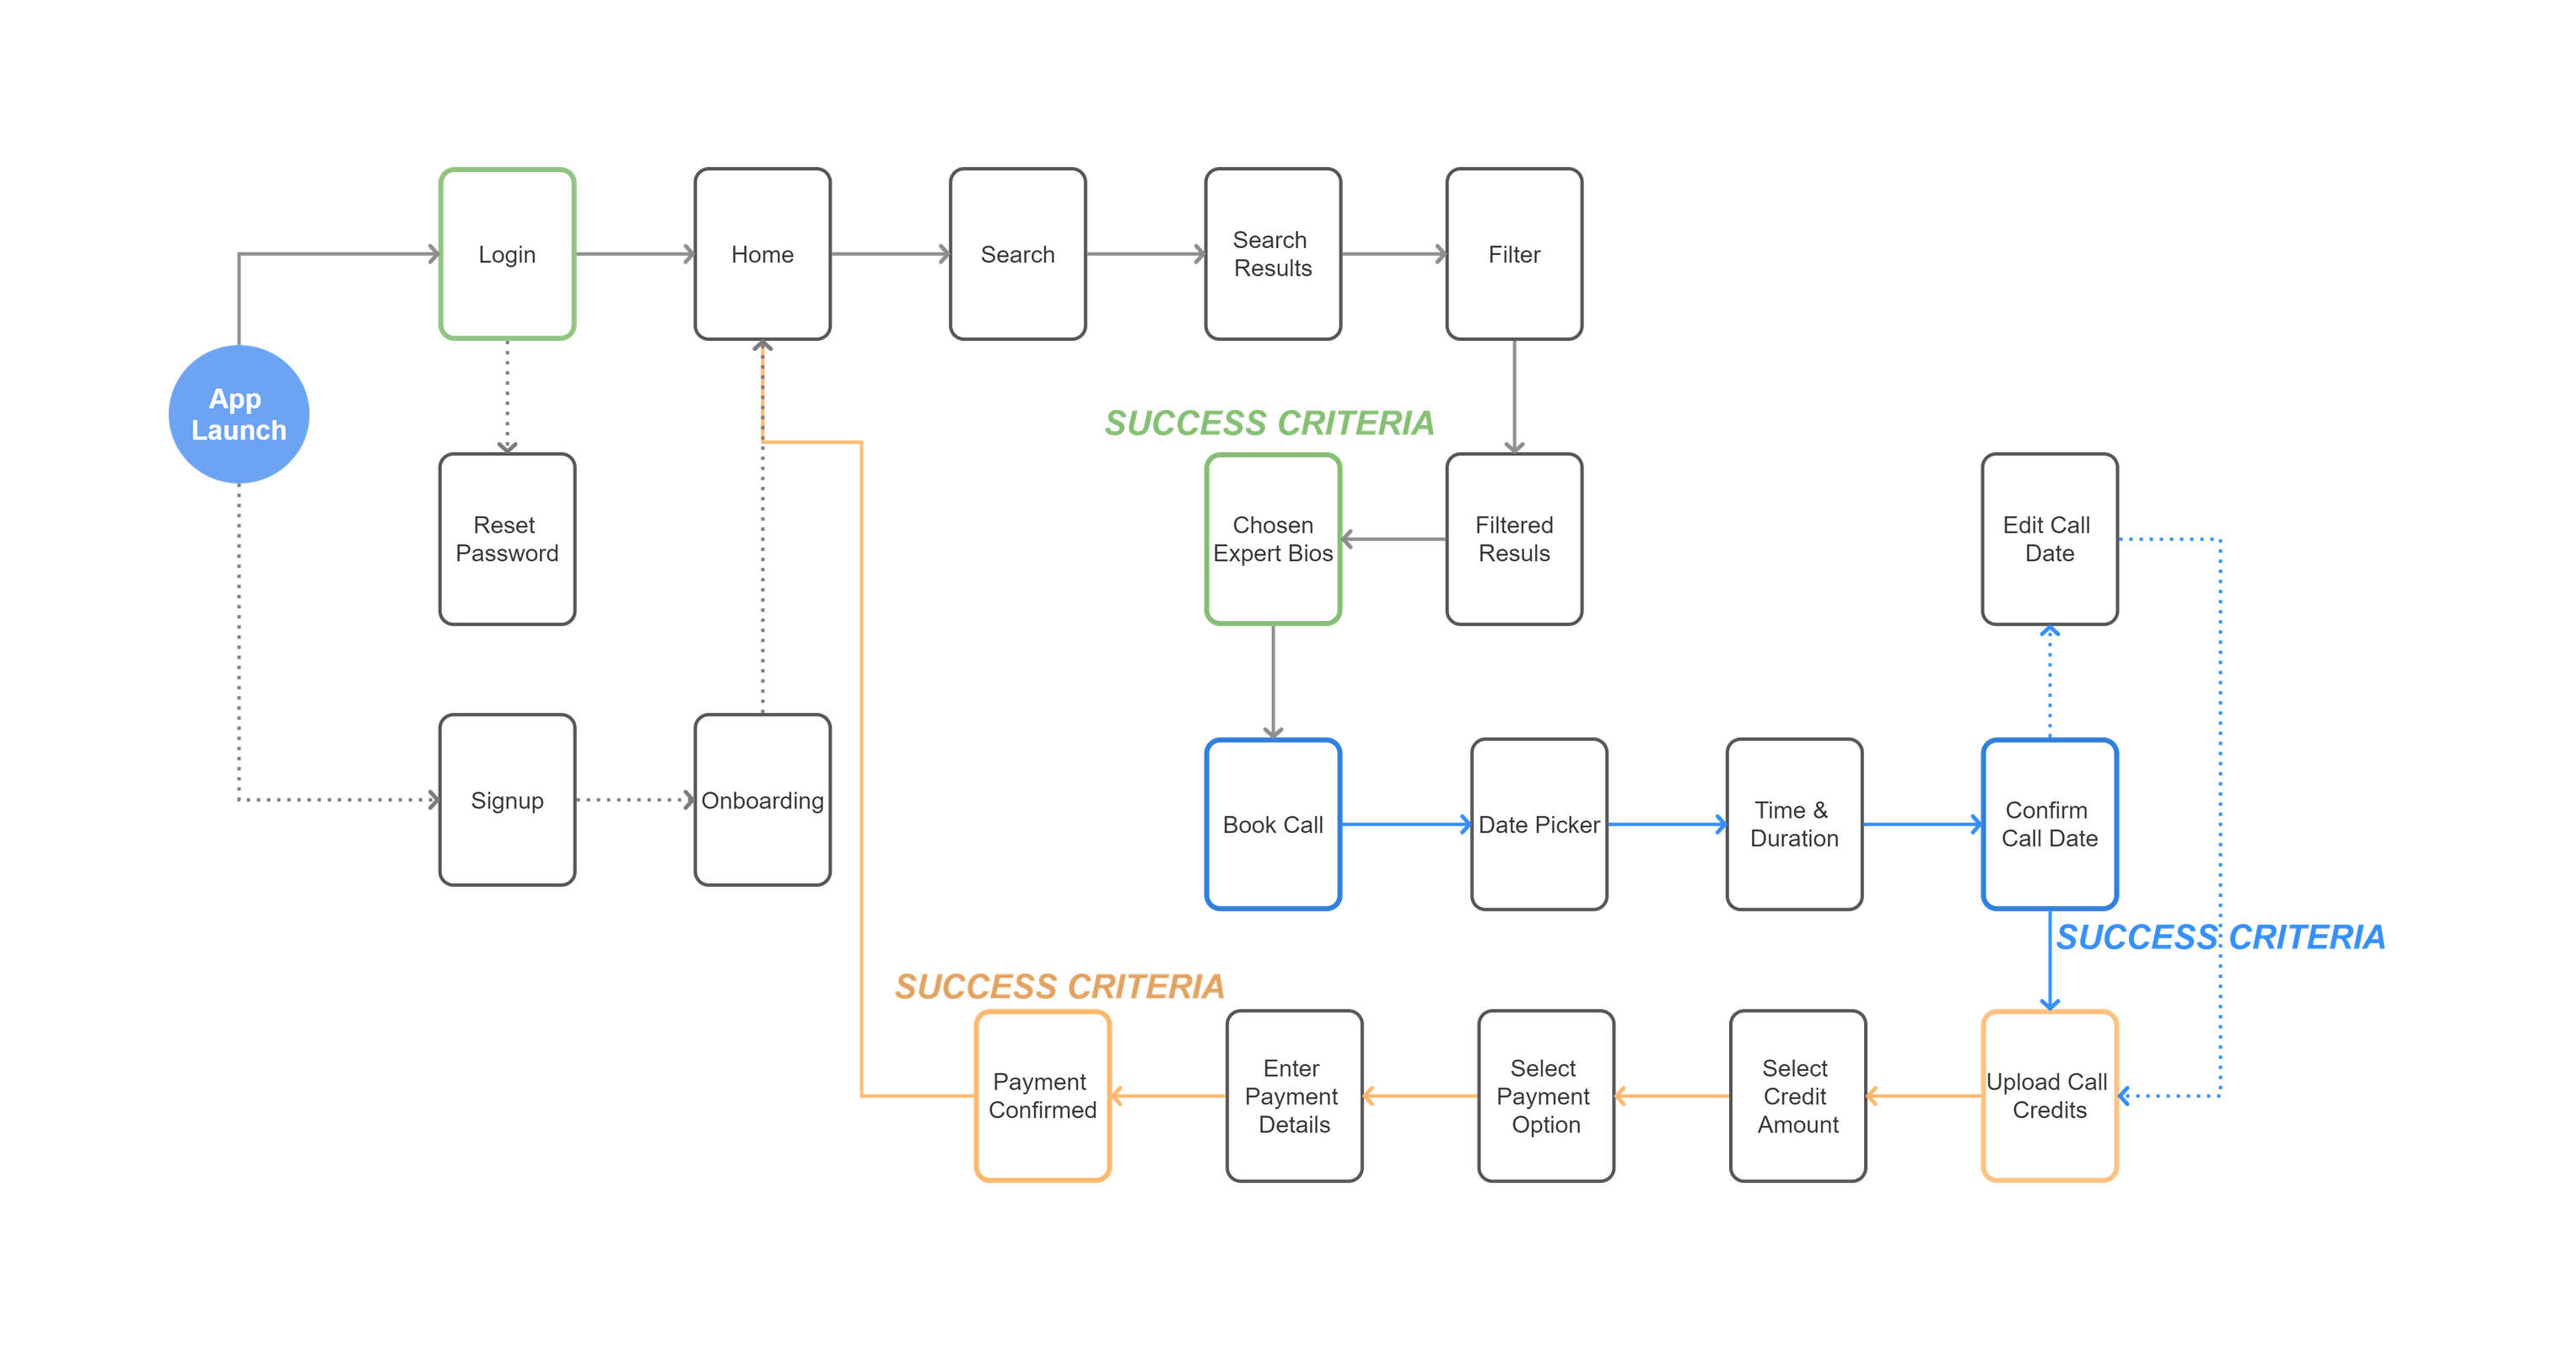 Login
Home
Search
Search
Results
Filter
App
Launch
SUCCESS CRITERIA
Reset
Password
Chosen
Expert Bios
Filtered
Resuls
Edit Call
Date
Signup
Onboarding
Book Call
Date Picker
Time &
Duration
Confirm
Call Date
SUCCESS CRITERIA
SUCCESS CRITERIA
Payment
Confirmed
Enter
Payment
Details
Select
Payment
Option
Select
Credit
Amount
Upload Call
Credits